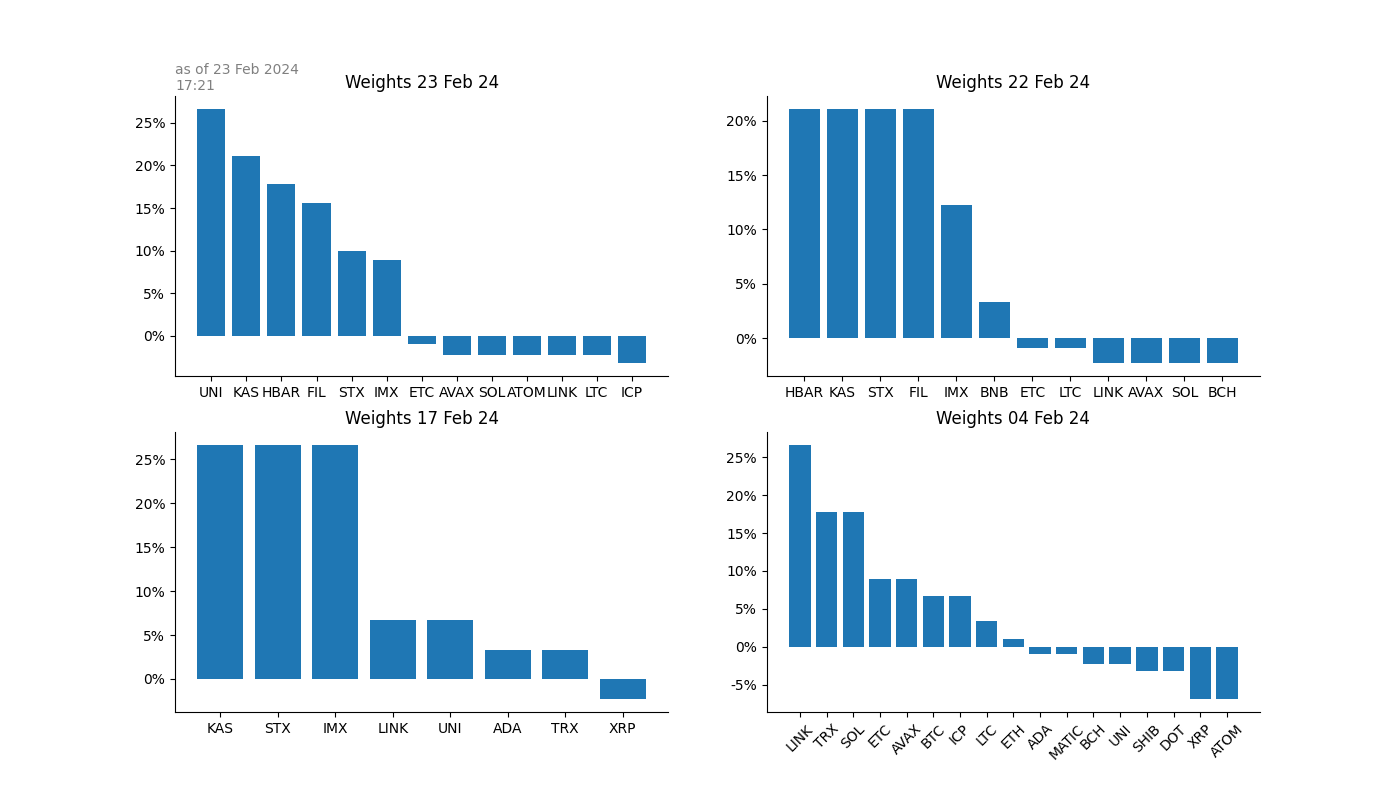 as of 23 Feb 2024
17:21
Weights 23 Feb 24
25%
20%
15%
10%
5%
0%
UNI KAS HBAR FIL STX IMX ETC AVAX SOL ATOM LINK LTC ICP
Weights 22 Feb 24
20%
15%
10%
5%
0%
HBAR KAS STX FIL IMX BNB ETC LTC LINK AVAX SOL BCH
Weights 17 Feb 24
25%
20%
15%
10%
5%
0%
KAS STX IMX LINK UNI ADA TRX XRP
Weights 04 Feb 24
25%
20%
15%
10%
5%
0%
-5%
LINK TRX SOL ETC AVAX BTC ICP LTC ETH ADA MATIC BCH UNI SHIB DOT XRP ATOM